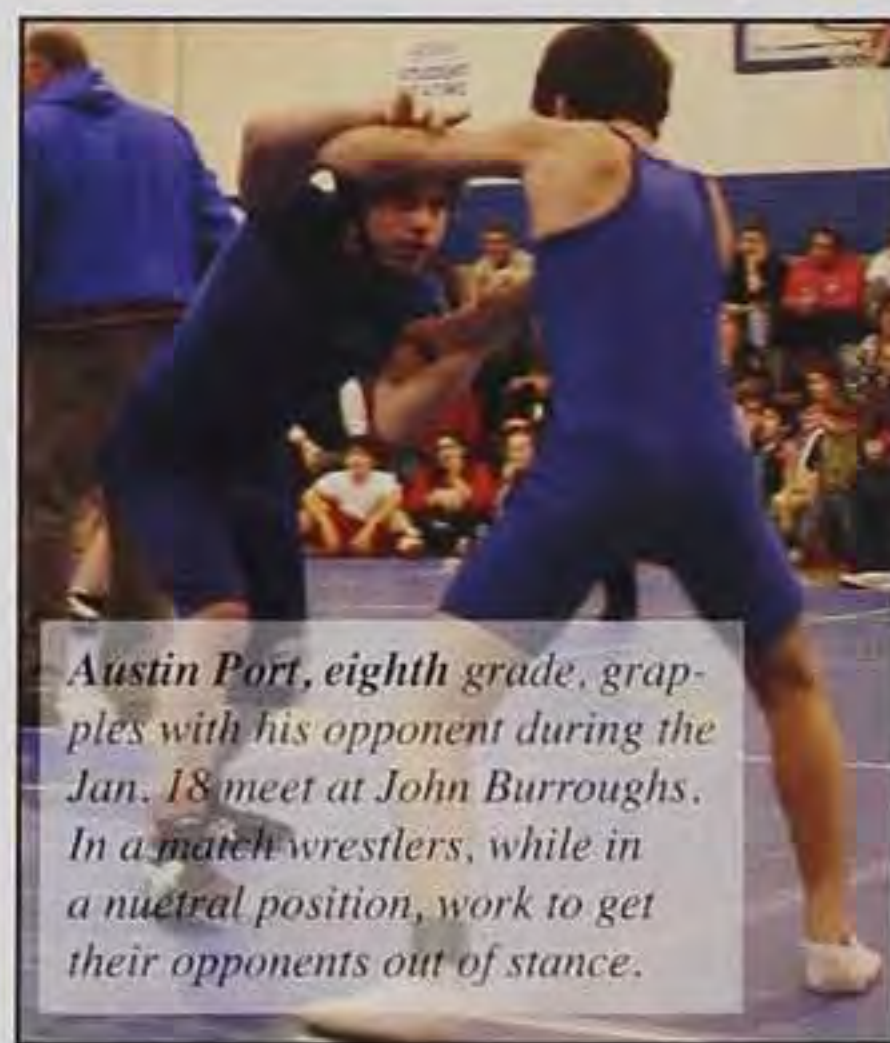 Austin Port, eighth grade, grap-
ples with his opponent during the
Jan. 18 meet at John Burroughs.
In a match wrestlers, while in
a nuetral position, work to get
their opponents out of stance.